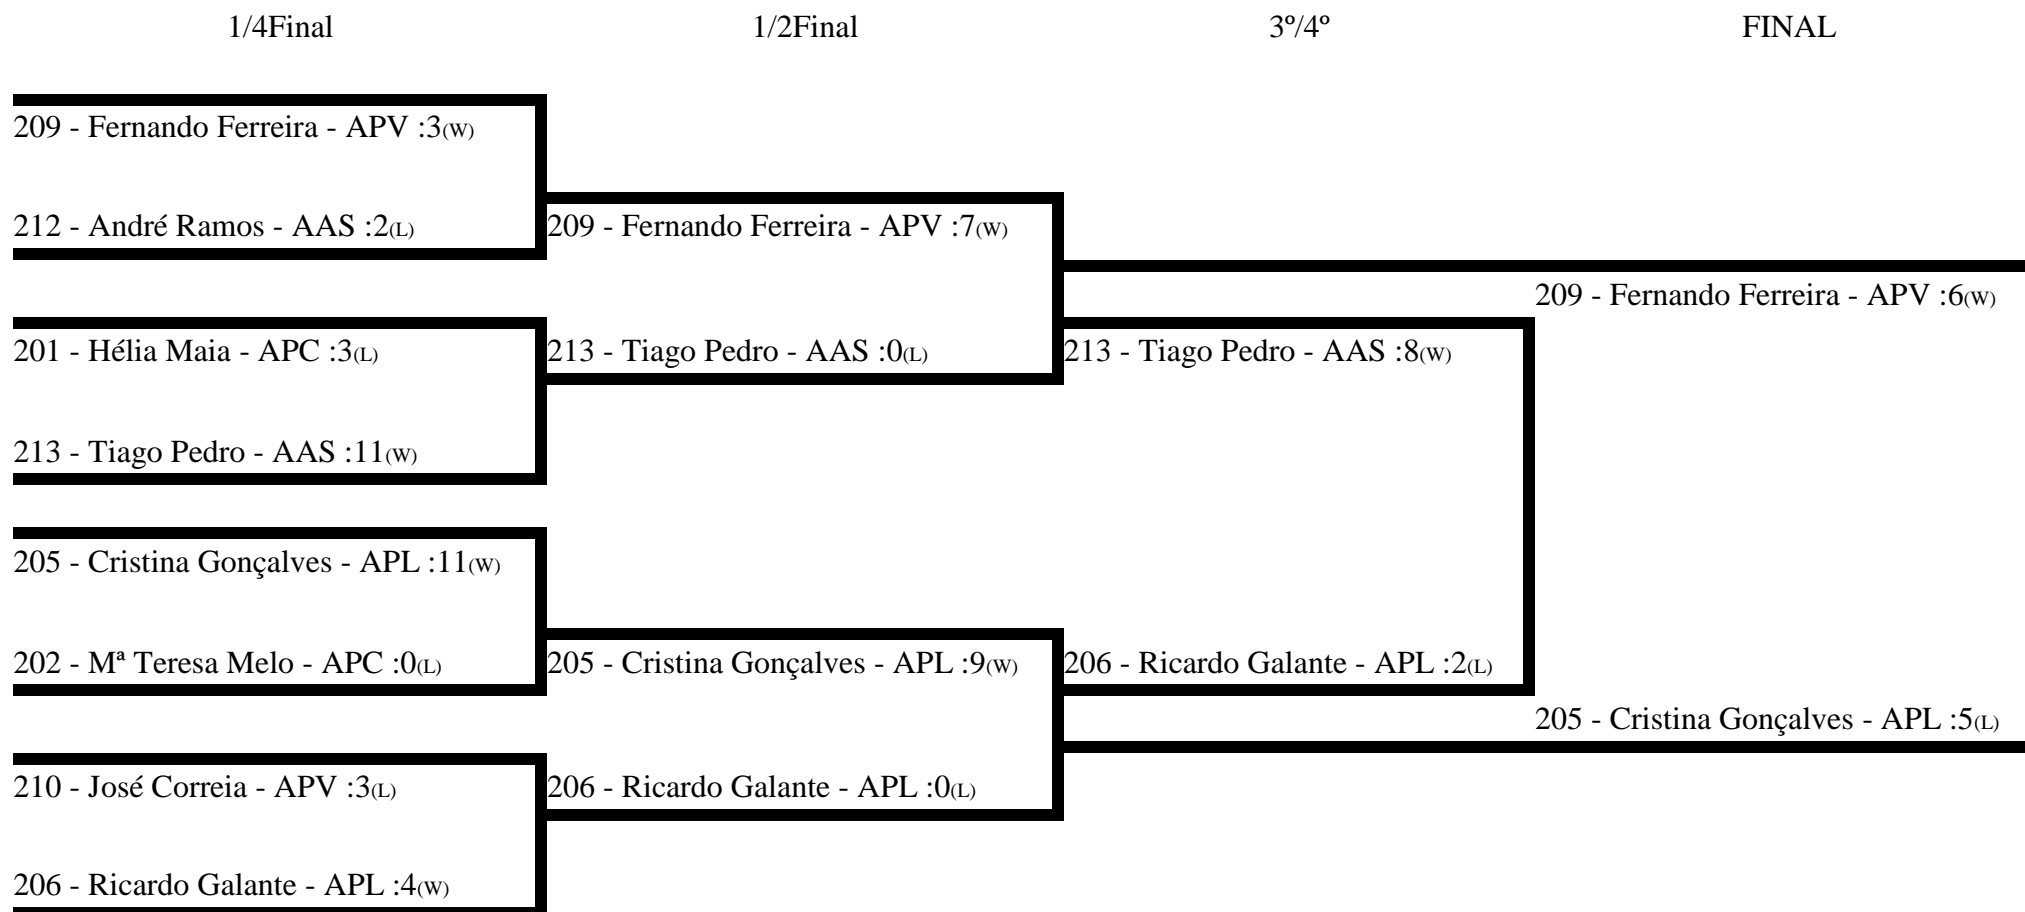 1/4Final
1/2Final
3º/4º
FINAL
209 - Fernando Ferreira - APV :3(W)
212 - André Ramos - AAS :2(L)
209 - Fernando Ferreira - APV :7(W)
209 - Fernando Ferreira - APV :6(W)
201 - Hélia Maia - APC :3(L)
213 - Tiago Pedro - AAS :0(L)
213 - Tiago Pedro - AAS :8(W)
213 - Tiago Pedro - AAS :11(W)
205 - Cristina Gonçalves - APL :11(W)
202 - Mª Teresa Melo - APC :0(L)
205 - Cristina Gonçalves - APL :9(W)
206 - Ricardo Galante - APL :2(L)
205 - Cristina Gonçalves - APL :5(L)
210 - José Correia - APV :3(L)
206 - Ricardo Galante - APL :0(L)
206 - Ricardo Galante - APL :4(W)